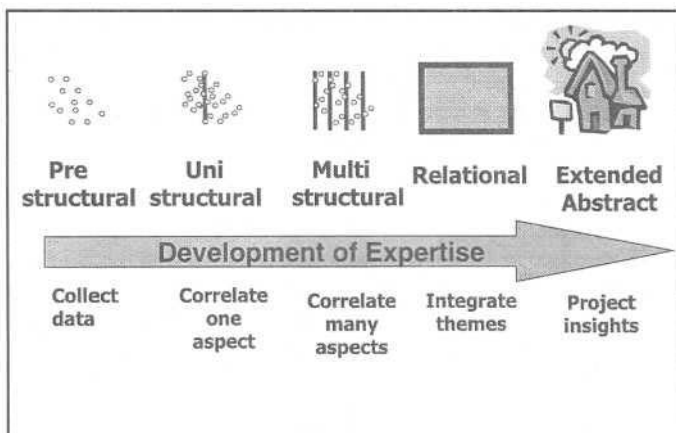 Pre
structural
Uni
structural
Multi
structural
Relational
Extended
Abstract
Development of Expertise
Collect
data
Correlate
one
aspect
Correlate
many
aspects
Integrate
themes
Project
insights